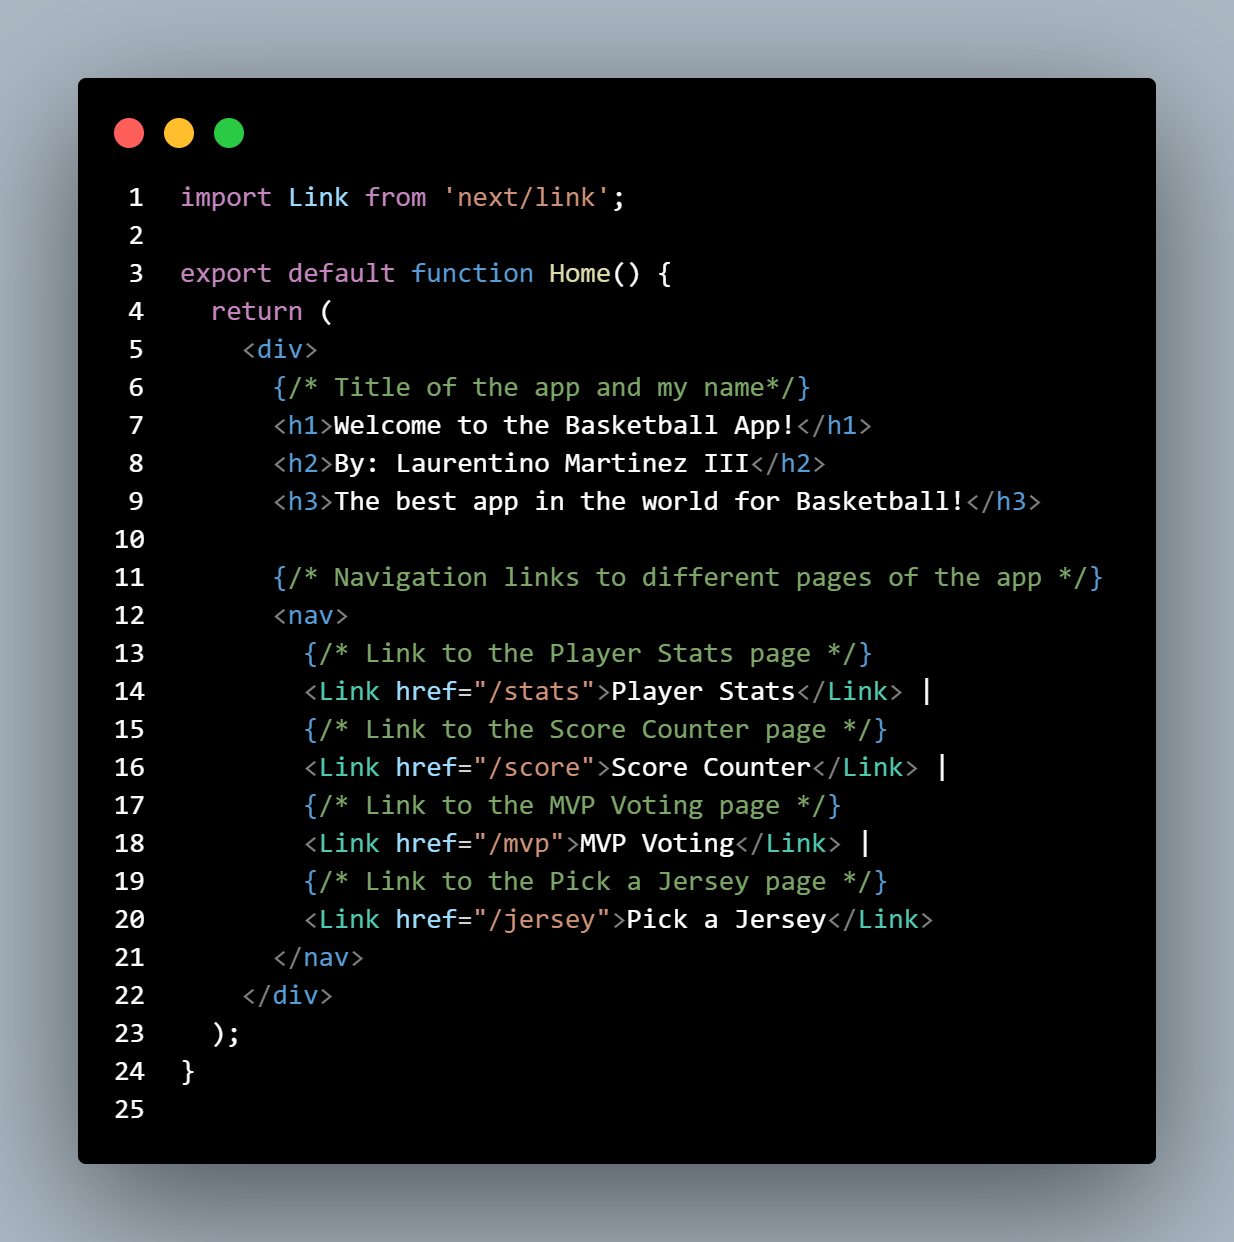 1 import Link from 'next/link';
2
3 export default function Home() {
4   return (
5     <div>
6       {/* Title of the app and my name*/}
7       <h1>Welcome to the Basketball App!</h1>
8       <h2>By: Laurentino Martinez III</h2>
9       <h3>The best app in the world for Basketball!</h3>
10
11       {/* Navigation links to different pages of the app */}
12       <nav>
13         {/* Link to the Player Stats page */}
14         <Link href="/stats">Player Stats</Link> |
15         {/* Link to the Score Counter page */}
16         <Link href="/score">Score Counter</Link> |
17         {/* Link to the MVP Voting page */}
18         <Link href="/mvp">MVP Voting</Link> |
19         {/* Link to the Pick a Jersey page */}
20         <Link href="/jersey">Pick a Jersey</Link>
21       </nav>
22     </div>
23   );
24 }
25